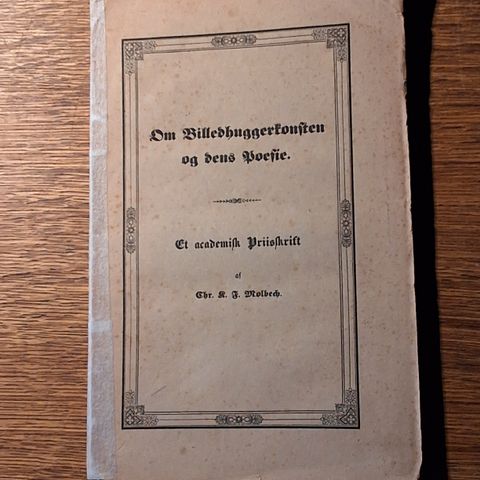 Om Billedhuggerkonsten
og dens Poesie.
Et academisk Priisskrift
af
Chr. K. F. Molbech.